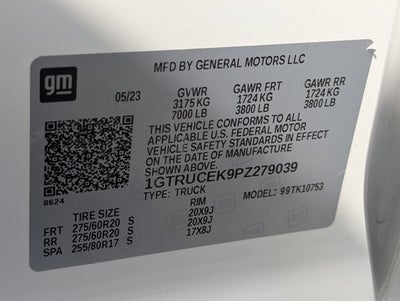 gm
MFD BY GENERAL MOTORS LLC
05/23 GVWR GAWR FRT GAWR RR
3175 KG 1724 KG 1724 KG
7000 LB 3800 LB 3800 LB
THIS VEHICLE CONFORMS TO ALL
APPLICABLE U.S. FEDERAL MOTOR
VEHICLE SAFETY STANDARDS IN EFFECT
ON THE DATE OF MANUFACTURE
SHOWN ABOVE.
1GTRUCEK9PZ279039
8624
TYPE: TRUCK MODEL: 99TK10753
TIRE SIZE RIM
FRT 275/60R20 S 20X9J
RR 275/60R20 S 20X9J
SPA 255/80R17 S 17X8J